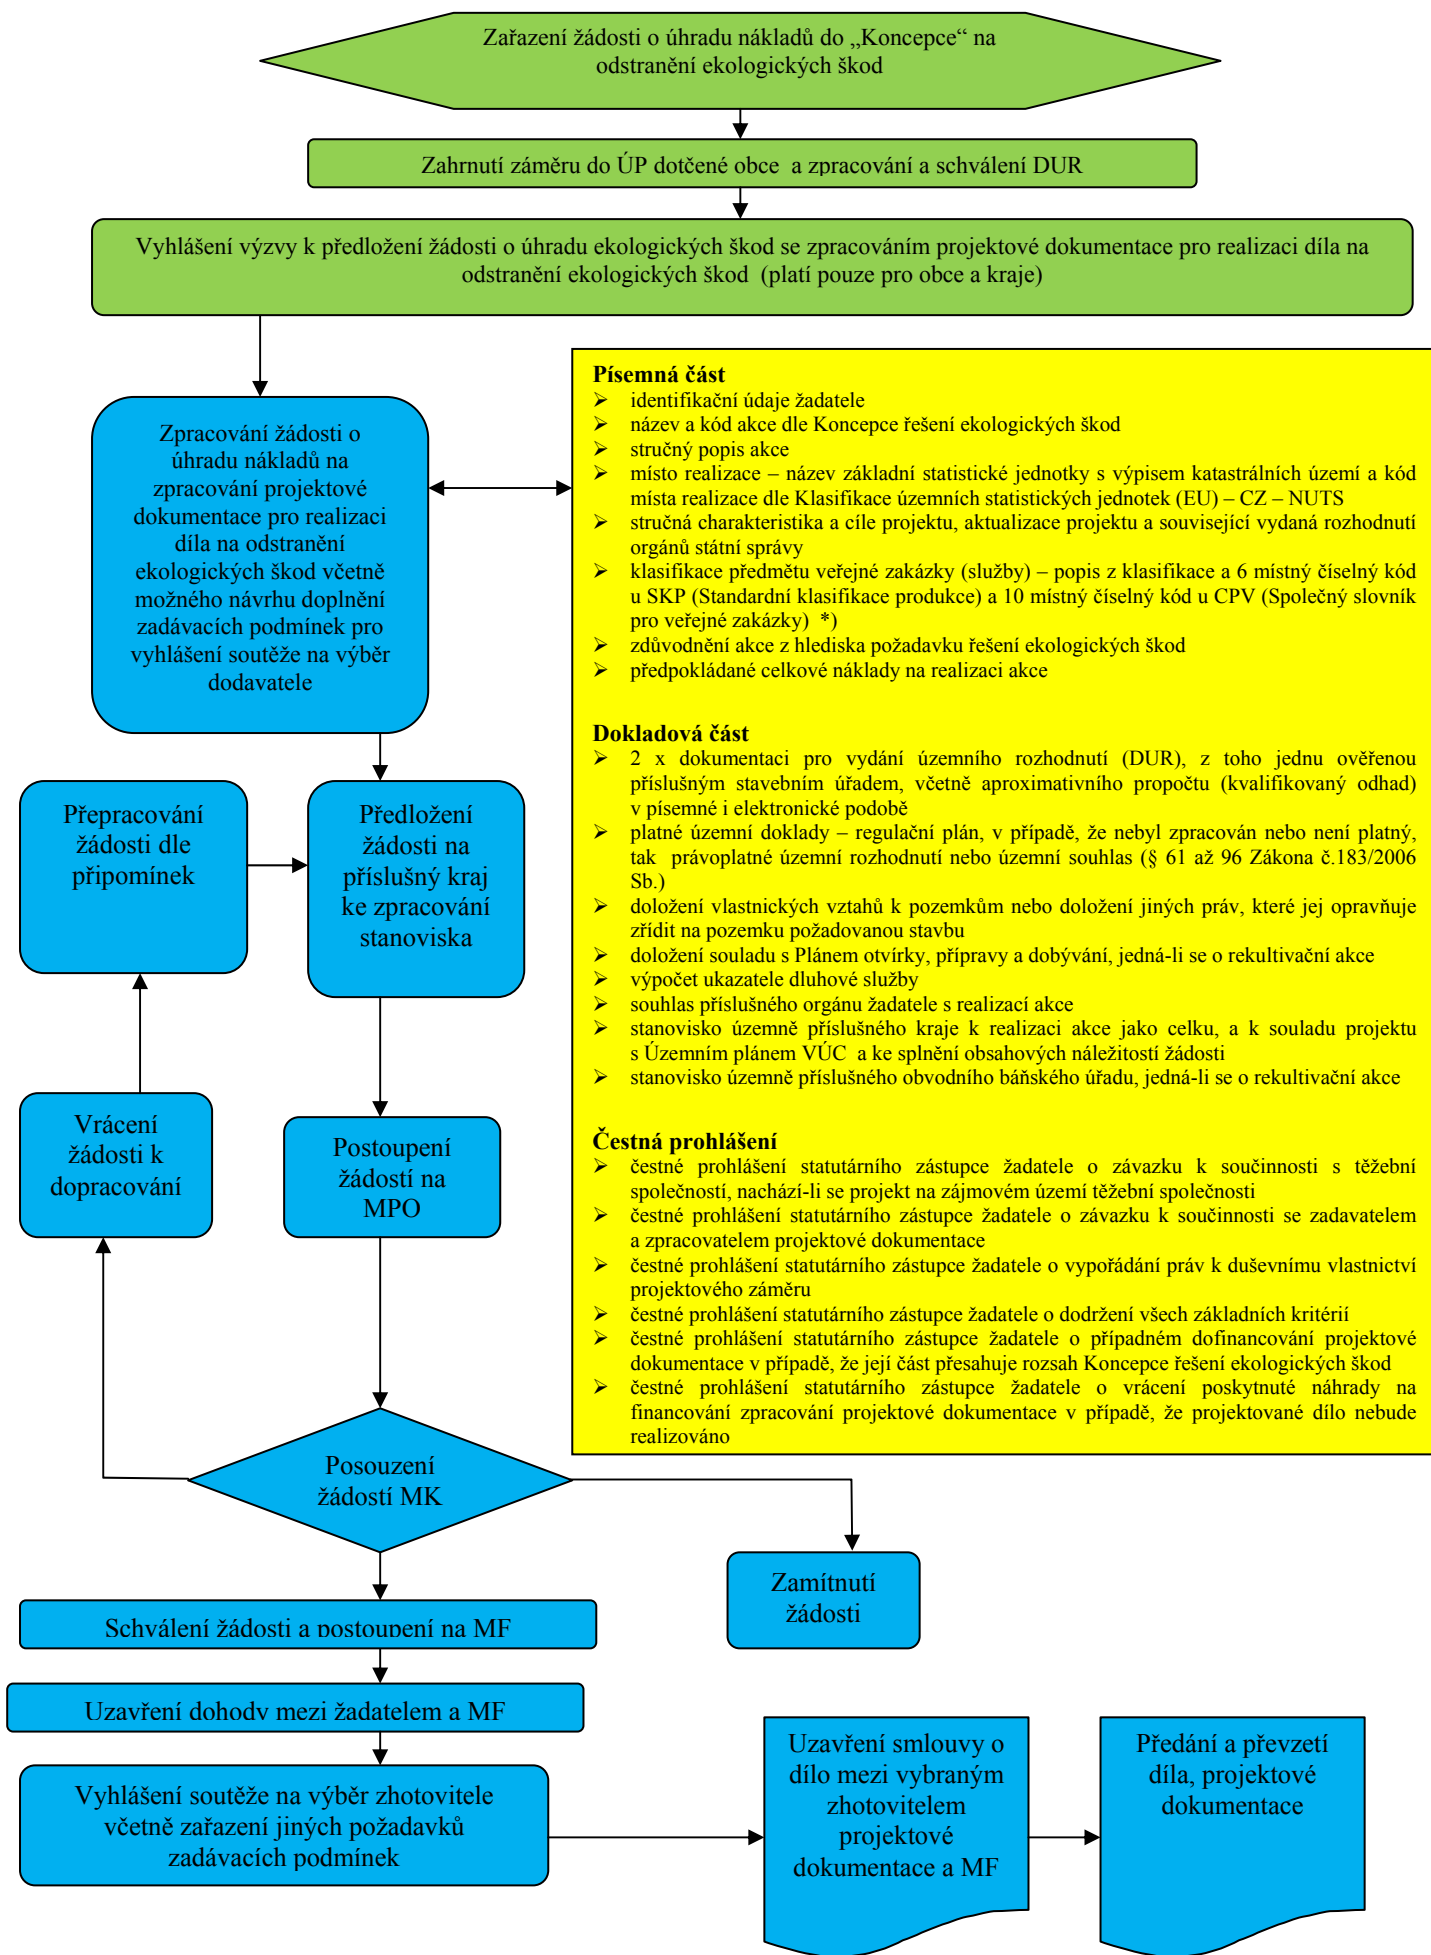 Zařazení žádosti o úhradu nákladů do „Koncepce“ na
odstranění ekologických škod
Zahrnutí záměru do ÚP dotčené obce  a zpracování a schválení DUR
Vyhlášení výzvy k předložení žádosti o úhradu ekologických škod se zpracováním projektové dokumentace pro realizaci díla na
odstranění ekologických škod  (platí pouze pro obce a kraje)
Zpracování žádosti o
úhradu nákladů na
zpracování projektové
dokumentace pro realizaci
díla na odstranění
ekologických škod včetně
možného návrhu doplnění
zadávacích podmínek pro
vyhlášení soutěže na výběr
dodavatele
Písemná část
➢ identifikační údaje žadatele
➢ název a kód akce dle Koncepce řešení ekologických škod
➢ stručný popis akce
➢ místo realizace – název základní statistické jednotky s výpisem katastrálních území a kód
místa realizace dle Klasifikace územních statistických jednotek (EU) – CZ – NUTS
➢ stručná charakteristika a cíle projektu, aktualizace projektu a související vydaná rozhodnutí
orgánů státní správy
➢ klasifikace předmětu veřejné zakázky (služby) – popis z klasifikace a 6 místný číselný kód
u SKP (Standardní klasifikace produkce) a 10 místný číselný kód u CPV (Společný slovník
pro veřejné zakázky)  *)
➢ zdůvodnění akce z hlediska požadavku řešení ekologických škod
➢ předpokládané celkové náklady na realizaci akce
Dokladová část
➢ 2 x dokumentaci pro vydání územního rozhodnutí (DUR), z toho jednu ověřenou
příslušným stavebním úřadem, včetně aproximativního propočtu (kvalifikovaný odhad)
v písemné i elektronické podobě
➢ platné územní doklady – regulační plán, v případě, že nebyl zpracován nebo není platný,
tak  právoplatné územní rozhodnutí nebo územní souhlas (§ 61 až 96 Zákona č.183/2006
Sb.)
➢ doložení vlastnických vztahů k pozemkům nebo doložení jiných práv, které jej opravňuje
zřídit na pozemku požadovanou stavbu
➢ doložení souladu s Plánem otvírky, přípravy a dobývání, jedná-li se o rekultivační akce
➢ výpočet ukazatele dluhové služby
➢ souhlas příslušného orgánu žadatele s realizací akce
➢ stanovisko územně příslušného kraje k realizaci akce jako celku, a k souladu projektu
s Územním plánem VÚC  a ke splnění obsahových náležitostí žádosti
➢ stanovisko územně příslušného obvodního báňského úřadu, jedná-li se o rekultivační akce
Čestná prohlášení
➢ čestné prohlášení statutárního zástupce žadatele o závazku k součinnosti s těžební
společností, nachází-li se projekt na zájmovém území těžební společnosti
➢ čestné prohlášení statutárního zástupce žadatele o závazku k součinnosti se zadavatelem
a zpracovatelem projektové dokumentace
➢ čestné prohlášení statutárního zástupce žadatele o vypořádání práv k duševnímu vlastnictví
projektového záměru
➢ čestné prohlášení statutárního zástupce žadatele o dodržení všech základních kritérií
➢ čestné prohlášení statutárního zástupce žadatele o případném dofinancování projektové
dokumentace v případě, že její část přesahuje rozsah Koncepce řešení ekologických škod
➢ čestné prohlášení statutárního zástupce žadatele o vrácení poskytnuté náhrady na
financování zpracování projektové dokumentace v případě, že projektované dílo nebude
realizováno
Přepracování
žádosti dle
připomínek
Předložení
žádosti na
příslušný kraj
ke zpracování
stanoviska
Vrácení
žádosti k
dopracování
Postoupení
žádostí na
MPO
Posouzení
žádostí MK
Zamítnutí
žádosti
Schválení žádosti a postoupení na MF
Uzavření dohody mezi žadatelem a MF
Vyhlášení soutěže na výběr zhotovitele
včetně zařazení jiných požadavků
zadávacích podmínek
Uzavření smlouvy o
dílo mezi vybraným
zhotovitelem
projektové
dokumentace a MF
Předání a převzetí
díla, projektové
dokumentace